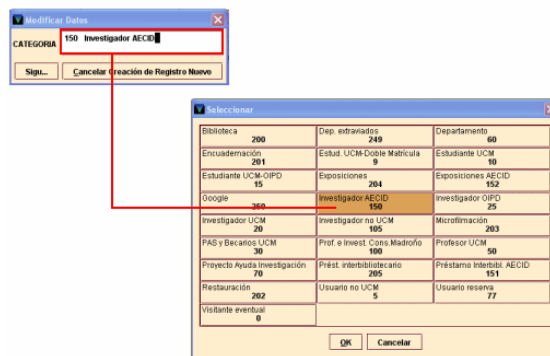 Modificar Datos
CATEGORIA
150 Investigador AECID
Sigu...
Cancelar Creación de Registro Nuevo
Seleccionar
Biblioteca
200
Dep. extraviados
249
Departamento
60
Encuadernación
201
Estud. UCM-Doble Matrícula
9
Estudiante UCM
10
Estudiante UCM-OIPD
15
Exposiciones
204
Exposiciones AECID
152
Google
260
Investigador AECID
150
Investigador OIPD
25
Investigador UCM
20
Investigador no UCM
105
Microfilmación
203
PAS y Becarios UCM
30
Prof. e Invest. Cons.Madroño
100
Profesor UCM
50
Proyecto Ayuda Investigación
70
Prést. interbibliotecario
205
Préstamo Interbibl. AECID
151
Restauración
202
Usuario no UCM
5
Usuario reserva
77
Visitante eventual
0
OK
Cancelar